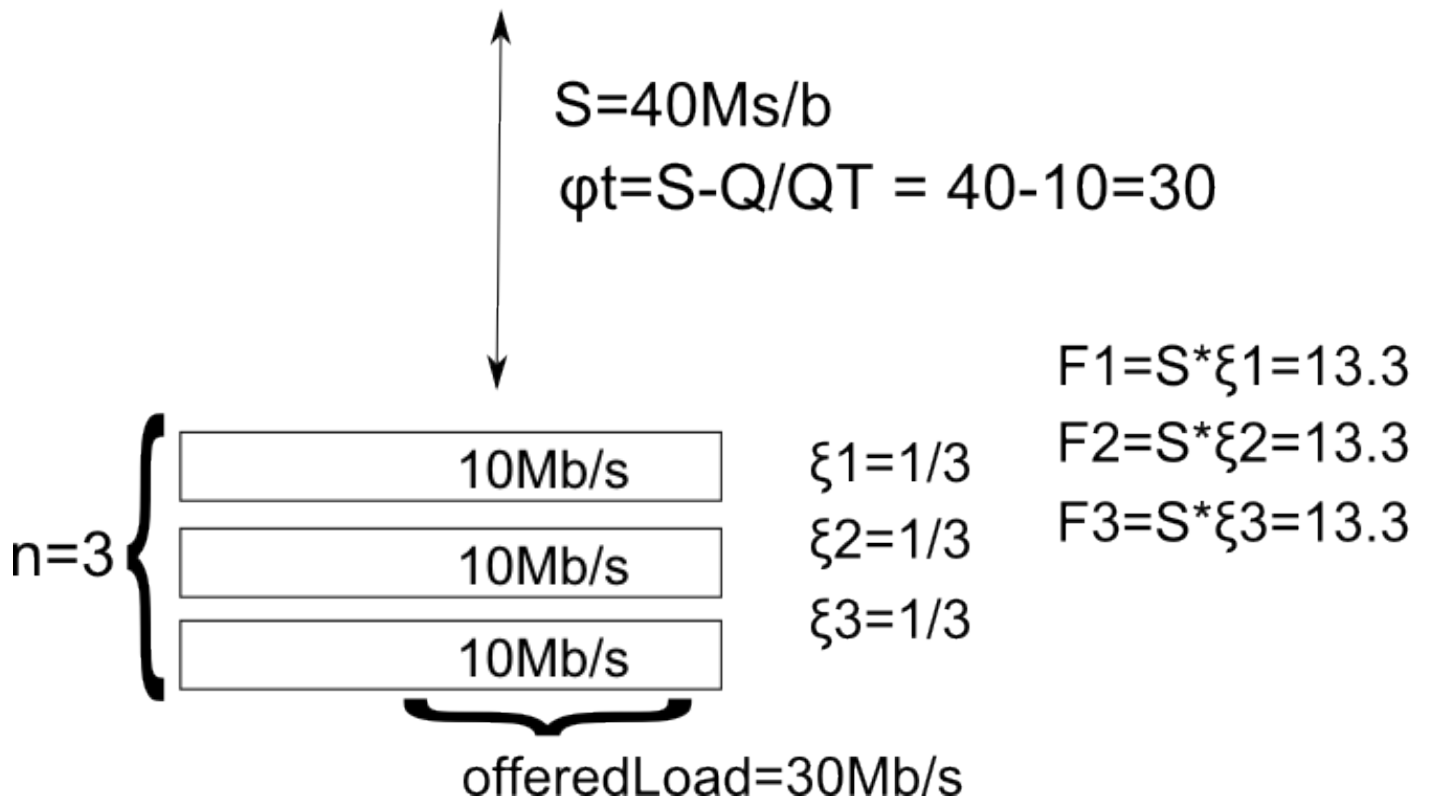 S=40Ms/b
φt=S-Q/QT = 40-10=30
F1=S*ξ1=13.3
F2=S*ξ2=13.3
F3=S*ξ3=13.3
10Mb/s
ξ1=1/3
n=3
10Mb/s
ξ2=1/3
10Mb/s
ξ3=1/3
offeredLoad=30Mb/s